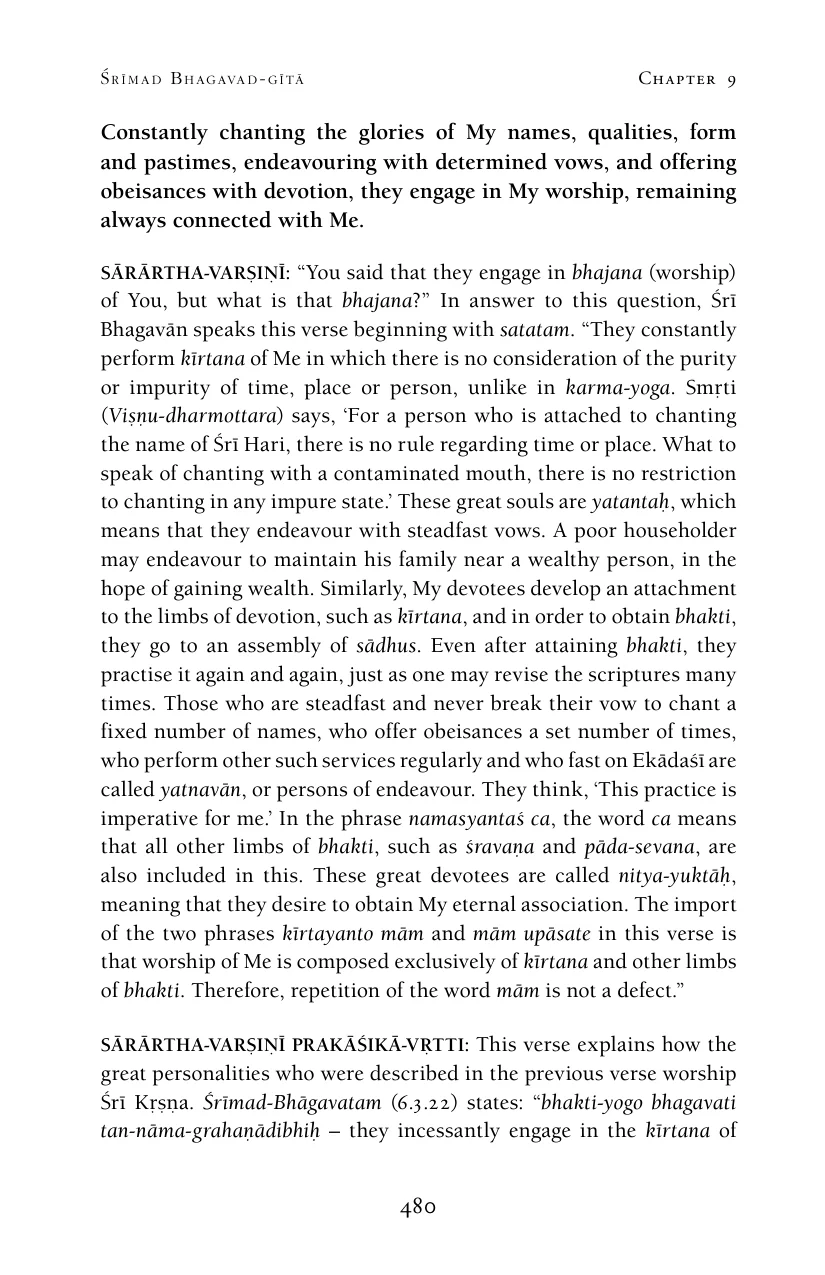 Śrīmad Bhagavad-gītā Chapter 9
Constantly chanting the glories of My names, qualities, form
and pastimes, endeavouring with determined vows, and offering
obeisances with devotion, they engage in My worship, remaining
always connected with Me.
SĀRĀRTHA-VARṢIṆĪ: “You said that they engage in bhajana (worship)
of You, but what is that bhajana?” In answer to this question, Śrī
Bhagavān speaks this verse beginning with satatam. “They constantly
perform kīrtana of Me in which there is no consideration of the purity
or impurity of time, place or person, unlike in karma-yoga. Smṛti
(Viṣṇu-dharmottara) says, ‘For a person who is attached to chanting
the name of Śrī Hari, there is no rule regarding time or place. What to
speak of chanting with a contaminated mouth, there is no restriction
to chanting in any impure state.’ These great souls are yatantaḥ, which
means that they endeavour with steadfast vows. A poor householder
may endeavour to maintain his family near a wealthy person, in the
hope of gaining wealth. Similarly, My devotees develop an attachment
to the limbs of devotion, such as kīrtana, and in order to obtain bhakti,
they go to an assembly of sādhus. Even after attaining bhakti, they
practise it again and again, just as one may revise the scriptures many
times. Those who are steadfast and never break their vow to chant a
fixed number of names, who offer obeisances a set number of times,
who perform other such services regularly and who fast on Ekādaśī are
called yatnavān, or persons of endeavour. They think, ‘This practice is
imperative for me.’ In the phrase namasyantaś ca, the word ca means
that all other limbs of bhakti, such as śravaṇa and pāda-sevana, are
also included in this. These great devotees are called nitya-yuktāḥ,
meaning that they desire to obtain My eternal association. The import
of the two phrases kīrtayanto mām and mām upāsate in this verse is
that worship of Me is composed exclusively of kīrtana and other limbs
of bhakti. Therefore, repetition of the word mām is not a defect.”
SĀRĀRTHA-VARṢIṆĪ PRAKĀŚIKĀ-VṚTTI: This verse explains how the
great personalities who were described in the previous verse worship
Śrī Kṛṣṇa. Śrīmad-Bhāgavatam (6.3.22) states: “bhakti-yogo bhagavati
tan-nāma-grahaṇādibhiḥ – they incessantly engage in the kīrtana of
480